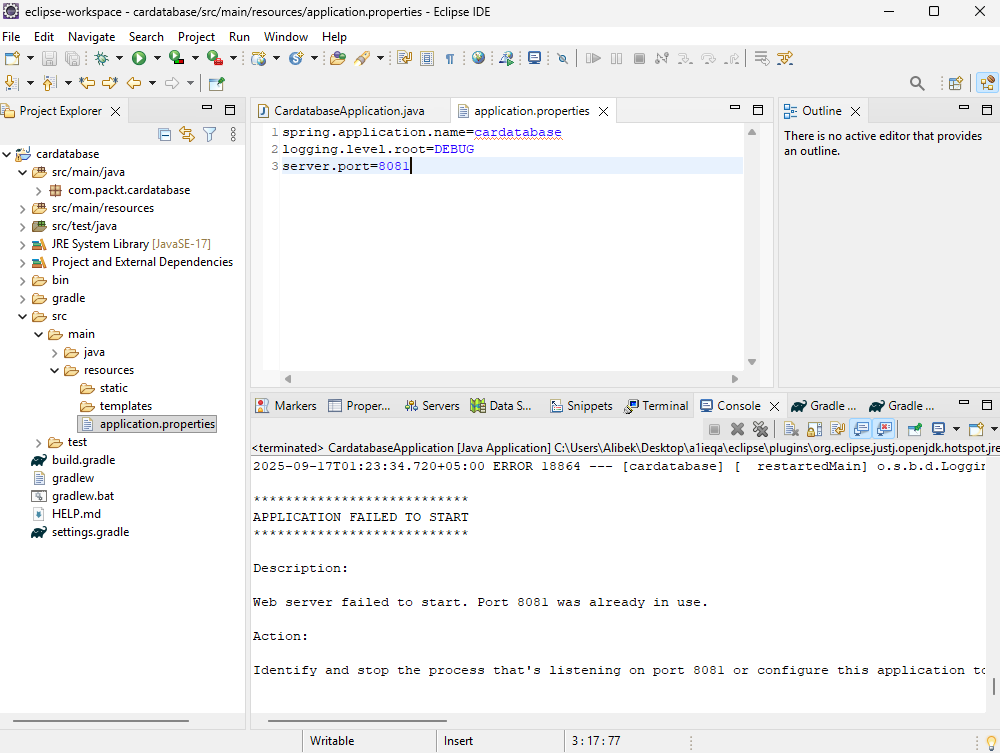 eclipse-workspace - cardatabase/src/main/resources/application.properties - Eclipse IDE
File Edit Navigate Search Project Run Window Help
Project Explorer
cardatabase
src/main/java
com.packt.cardatabase
src/main/resources
src/test/java
JRE System Library [JavaSE-17]
Project and External Dependencies
bin
gradle
src
main
java
resources
static
templates
application.properties
test
build.gradle
gradlew
gradlew.bat
HELP.md
settings.gradle
CardatabaseApplication.java application.properties
1 spring.application.name=cardatabase
2 logging.level.root=DEBUG
3 server.port=8081
Outline
There is no active editor that provides
an outline.
Markers Proper... Servers Data S... Snippets Terminal Console Gradle ... Gradle ...
<terminated> CardatabaseApplication [Java Application] C:\Users\Alibek\Desktop\a1ieqa\eclipse\plugins\org.eclipse.justj.openjdk.hotspot.jre
2025-09-17T01:23:34.720+05:00 ERROR 18864 --- [cardatabase] [  restartedMain] o.s.b.d.Loggin
***************************
APPLICATION FAILED TO START
***************************
Description:
Web server failed to start. Port 8081 was already in use.
Action:
Identify and stop the process that's listening on port 8081 or configure this application to
Writable Insert 3 : 17 : 77